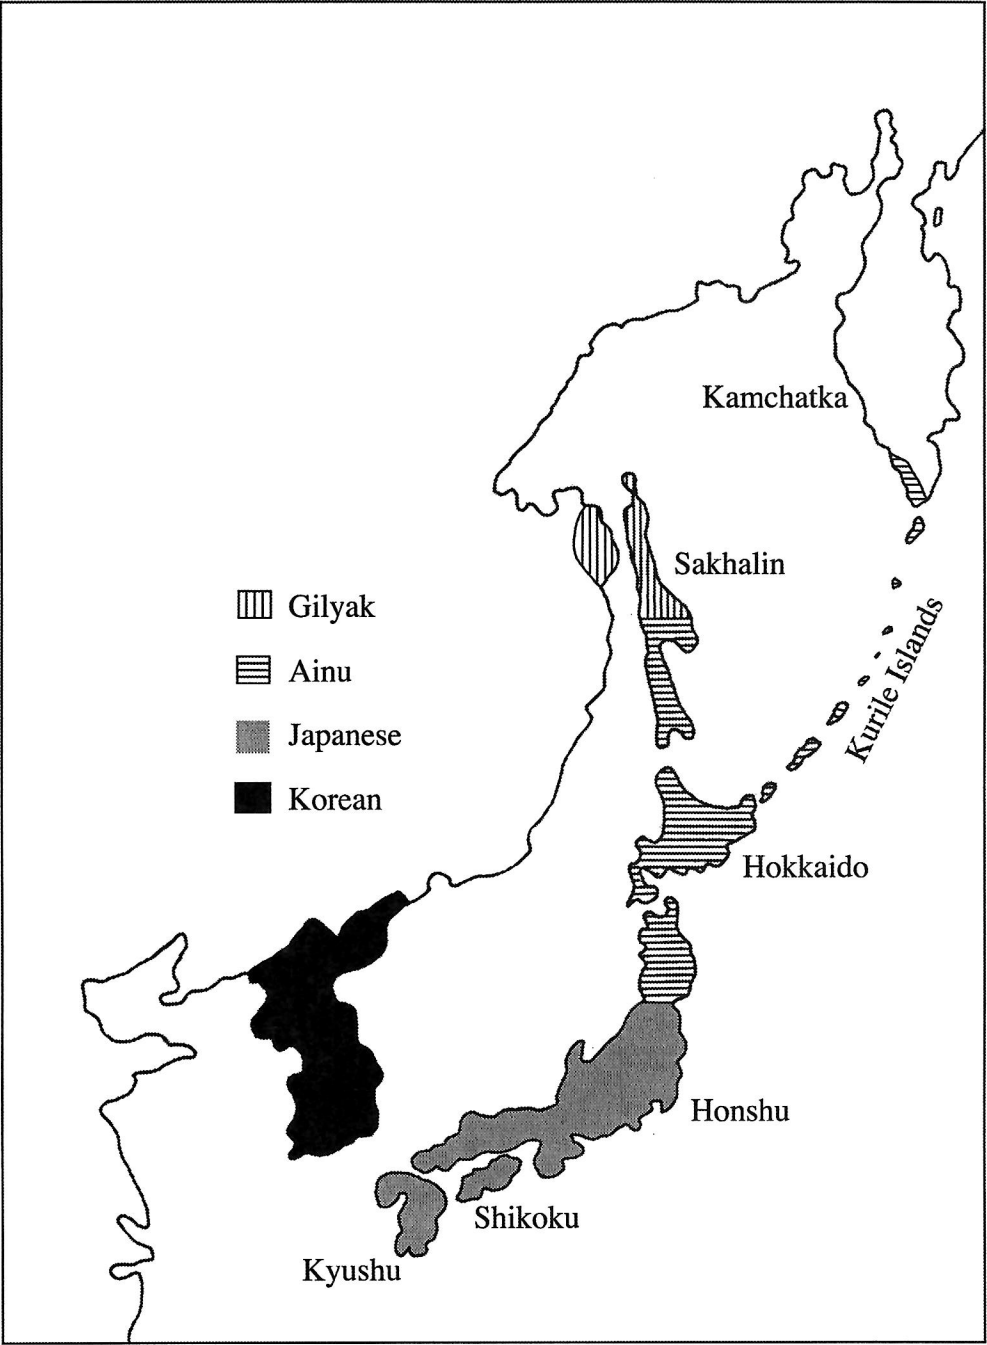 Kamchatka
Sakhalin
Gilyak
Kurile Islands
Ainu
Japanese
Korean
Hokkaido
Honshu
Shikoku
Kyushu